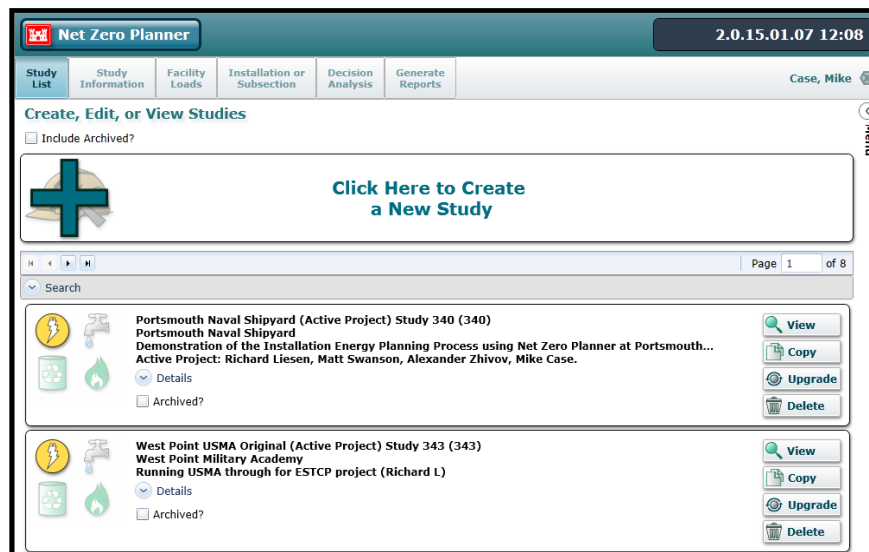 Net Zero Planner
2.0.15.01.07 12:08
Study List
Study Information
Facility Loads
Installation or Subsection
Decision Analysis
Generate Reports
Case, Mike
Create, Edit, or View Studies
Include Archived?
Menu
Click Here to Create
a New Study
Page 1 of 8
Search
Portsmouth Naval Shipyard (Active Project) Study 340 (340)
Portsmouth Naval Shipyard
Demonstration of the Installation Energy Planning Process using Net Zero Planner at Portsmouth...
Active Project: Richard Liesen, Matt Swanson, Alexander Zhivov, Mike Case.
Details
Archived?
View
Copy
Upgrade
Delete
West Point USMA Original (Active Project) Study 343 (343)
West Point Military Academy
Running USMA through for ESTCP project (Richard L)
Details
Archived?
View
Copy
Upgrade
Delete